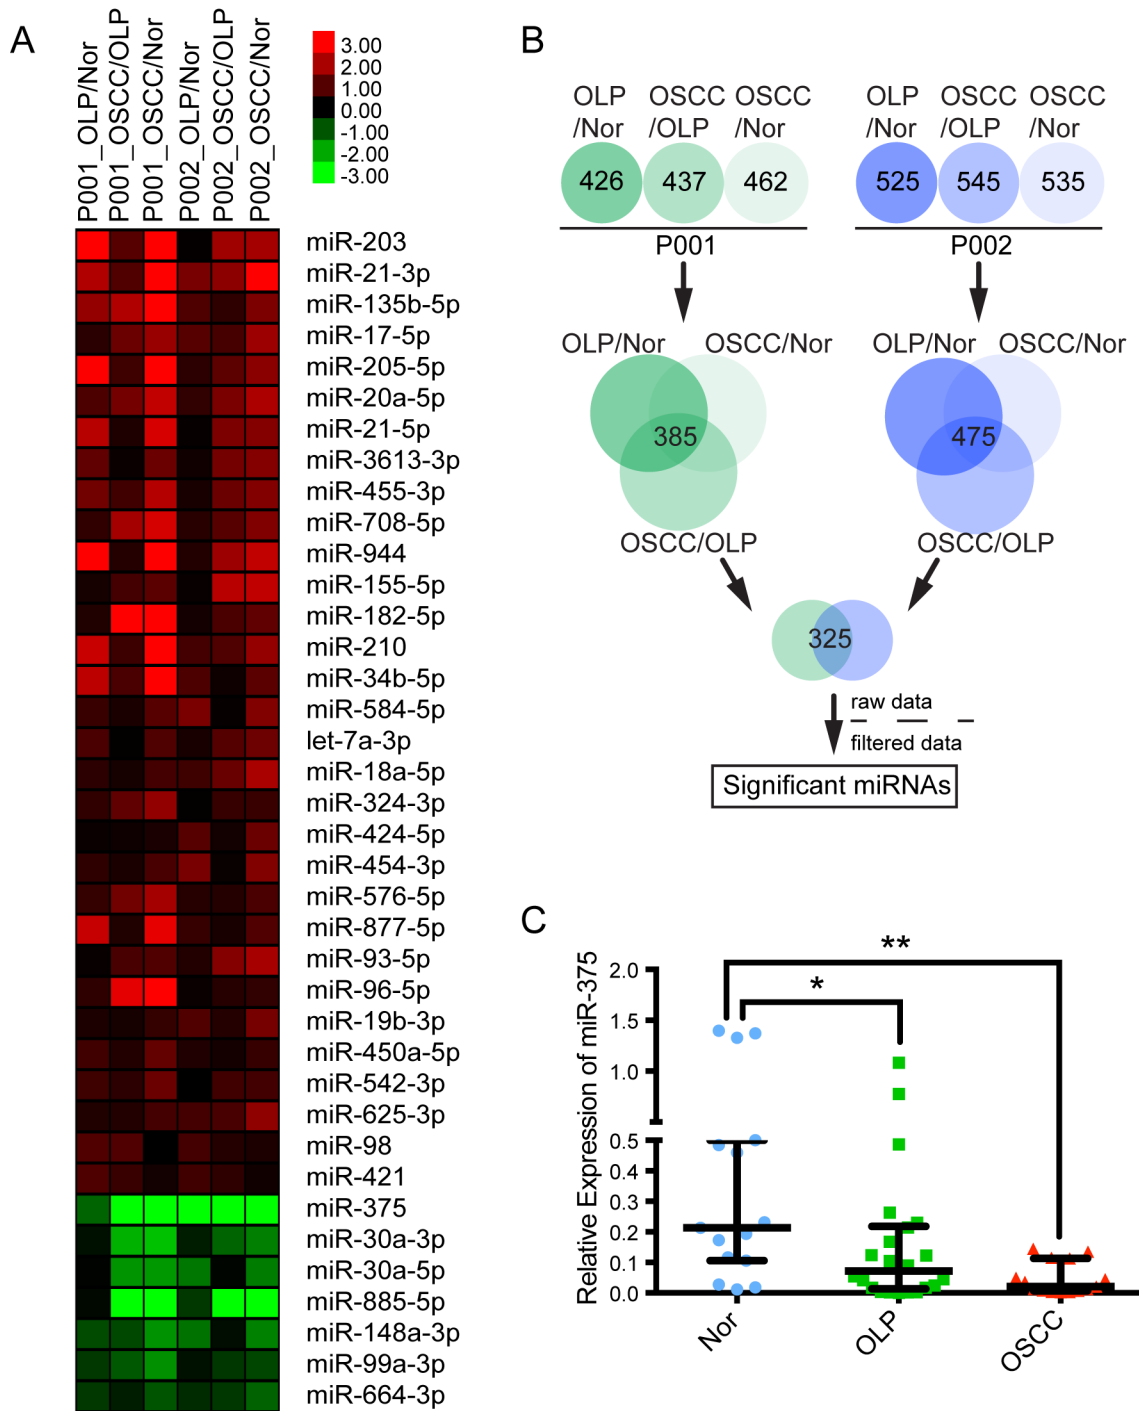 A
P001_OLP/Nor
P001_OSCC/OLP
P001_OSCC/Nor
P002_OLP/Nor
P002_OSCC/OLP
P002_OSCC/Nor
3.00
2.00
1.00
0.00
-1.00
-2.00
-3.00
miR-203
miR-21-3p
miR-135b-5p
miR-17-5p
miR-205-5p
miR-20a-5p
miR-21-5p
miR-3613-3p
miR-455-3p
miR-708-5p
miR-944
miR-155-5p
miR-182-5p
miR-210
miR-34b-5p
miR-584-5p
let-7a-3p
miR-18a-5p
miR-324-3p
miR-424-5p
miR-454-3p
miR-576-5p
miR-877-5p
miR-93-5p
miR-96-5p
miR-19b-3p
miR-450a-5p
miR-542-3p
miR-625-3p
miR-98
miR-421
miR-375
miR-30a-3p
miR-30a-5p
miR-885-5p
miR-148a-3p
miR-99a-3p
miR-664-3p
B
OLP OSCC OSCC
/Nor /OLP /Nor
426 437 462
P001
OLP OSCC OSCC
/Nor /OLP /Nor
525 545 535
P002
OLP/Nor OSCC/Nor
385
OSCC/OLP
OLP/Nor OSCC/Nor
475
OSCC/OLP
325
raw data
filtered data
Significant miRNAs
C
Relative Expression of miR-375
2.0
1.5
1.0
0.5
0.4
0.3
0.2
0.1
0.0
**
*
Nor
OLP
OSCC